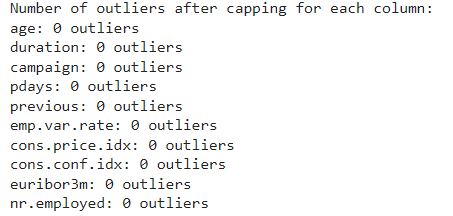 Number of outliers after capping for each column:
age: 0 outliers
duration: 0 outliers
campaign: 0 outliers
pdays: 0 outliers
previous: 0 outliers
emp.var.rate: 0 outliers
cons.price.idx: 0 outliers
cons.conf.idx: 0 outliers
euribor3m: 0 outliers
nr.employed: 0 outliers